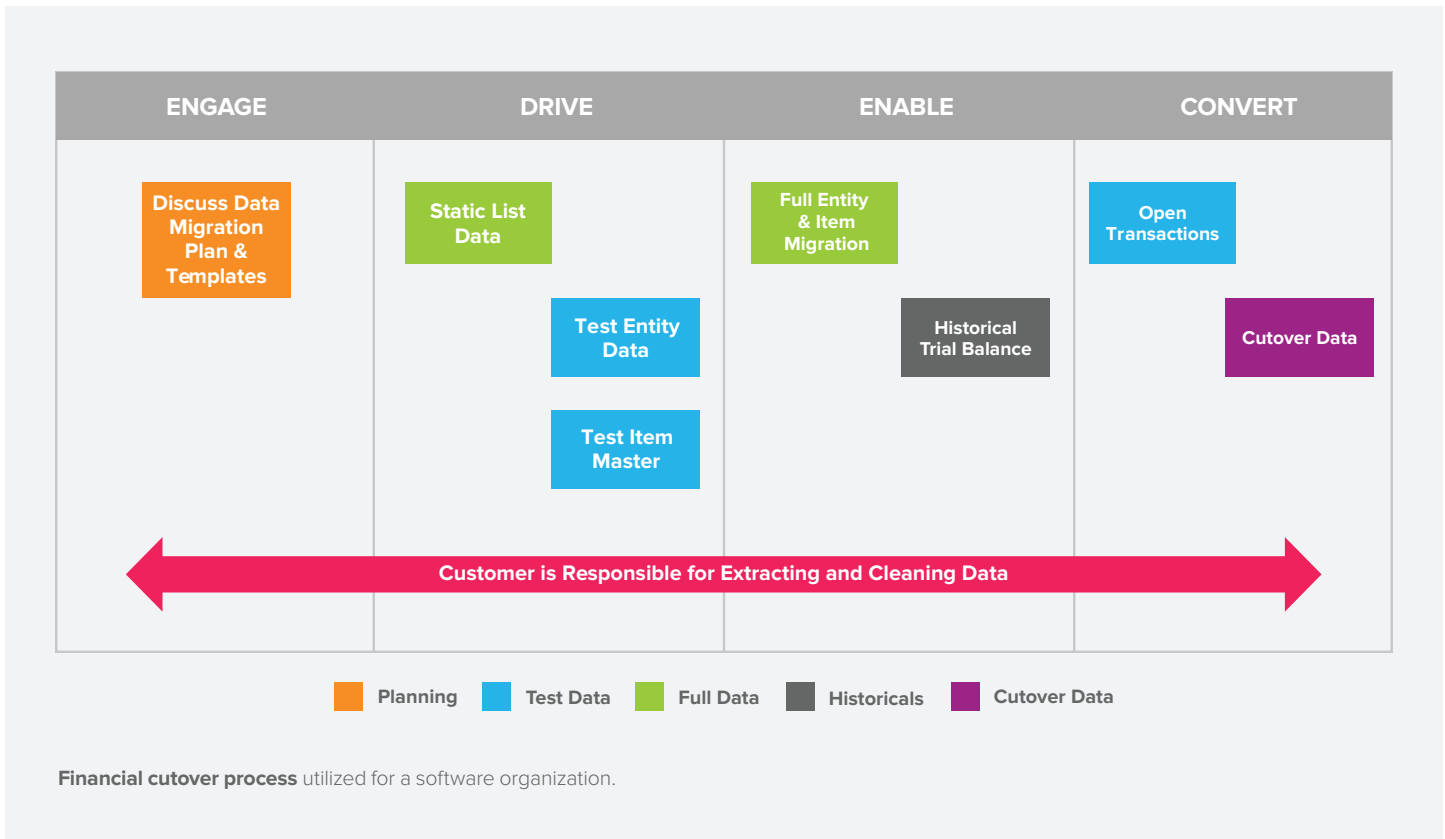 ENGAGE
DRIVE
ENABLE
CONVERT
Discuss Data
Migration
Plan &
Templates
Static List
Data
Test Entity
Data
Test Item
Master
Full Entity
& Item
Migration
Historical
Trial Balance
Open
Transactions
Cutover Data
Customer is Responsible for Extracting and Cleaning Data
Planning
Test Data
Full Data
Historicals
Cutover Data
Financial cutover process utilized for a software organization.